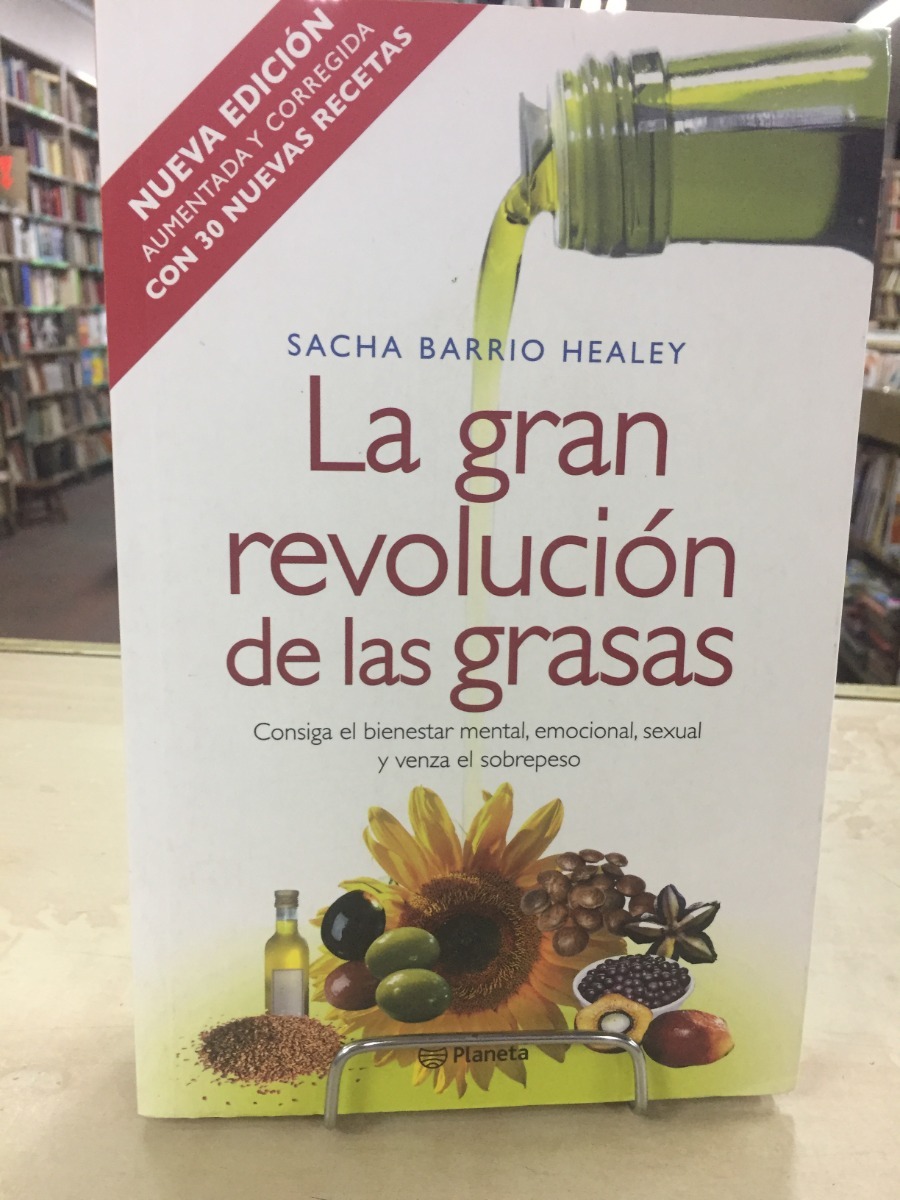 NUEVA EDICIÓN
AUMENTADA Y CORREGIDA
CON 30 NUEVAS RECETAS
SACHA BARRIO HEALEY
La gran
revolución
de las grasas
Consiga el bienestar mental, emocional, sexual
y venza el sobrepeso
Planeta